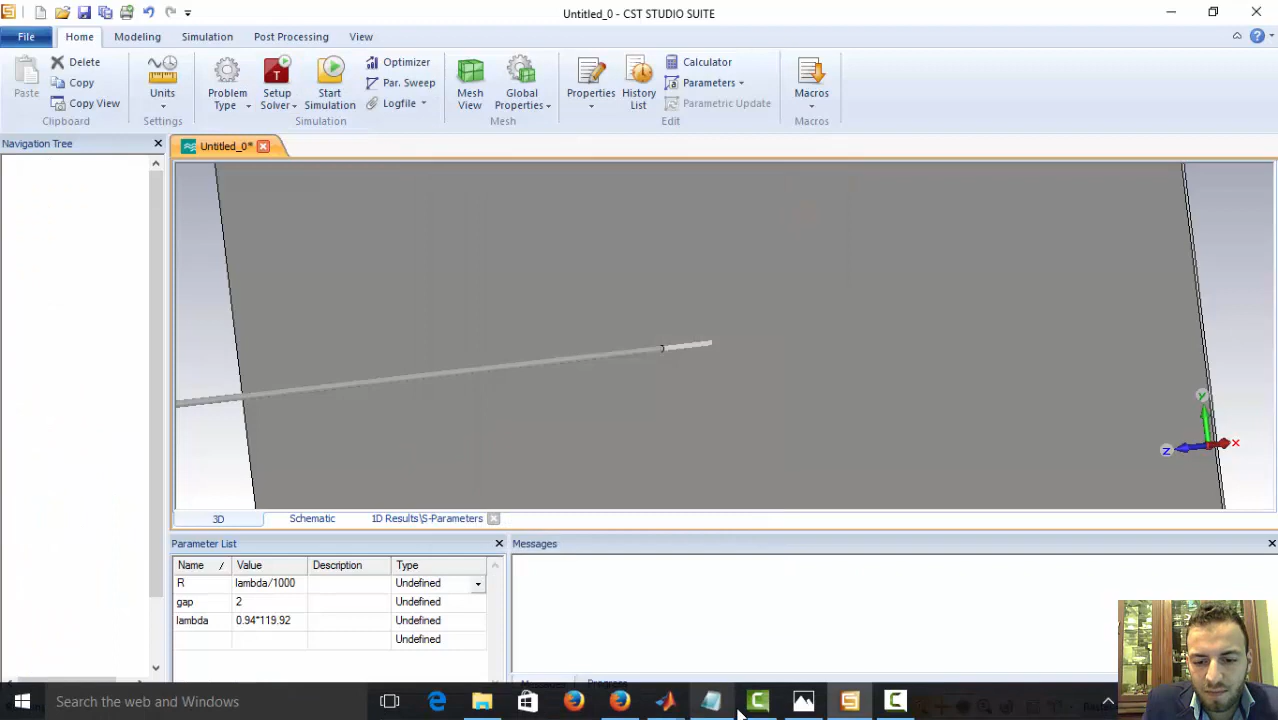 Untitled_0 - CST STUDIO SUITE
File Home Modeling Simulation Post Processing View
Paste Delete Copy Copy View Clipboard
Units Settings
Problem Type Setup Solver Start Simulation Optimizer Par. Sweep Logfile Simulation
Mesh View Global Properties Mesh
Properties History List Calculator Parameters Parametric Update Edit
Macros Macros
Navigation Tree
Untitled_0*
y
z x
3D Schematic 1D Results\S-Parameters
Parameter List
Name / Value Description Type
R lambda/1000 Undefined
gap 2 Undefined
lambda 0.94*119.92 Undefined
Undefined
Messages
Progress
Search the web and Windows